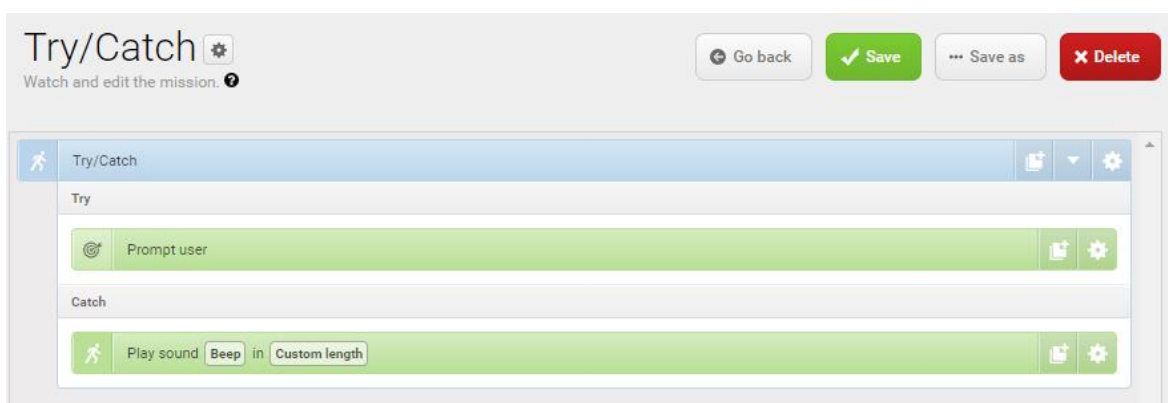 Try/Catch
Go back
Save
Save as
Delete
Watch and edit the mission.
Try/Catch
Try
Prompt user
Catch
Play sound Beep in Custom length